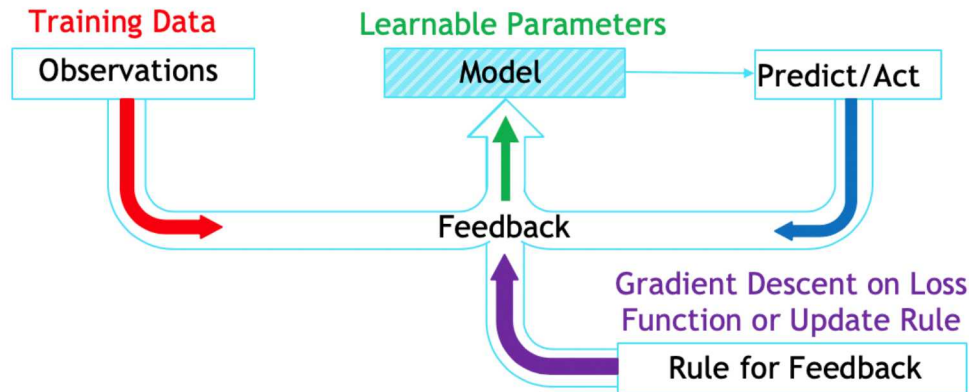 Training Data
Observations
Learnable Parameters
Model
Predict/Act
Feedback
Gradient Descent on Loss
Function or Update Rule
Rule for Feedback